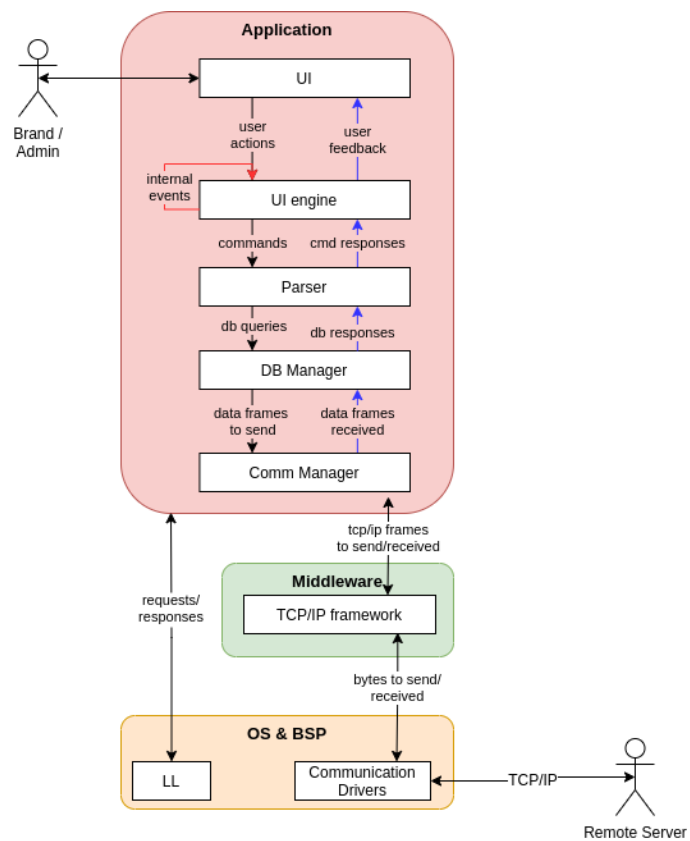 Application
UI
Brand /
Admin
user
actions
user
feedback
internal
events
UI engine
commands
cmd responses
Parser
db queries
db responses
DB Manager
data frames
to send
data frames
received
Comm Manager
tcp/ip frames
to send/received
Middleware
TCP/IP framework
requests/
responses
bytes to send/
received
OS & BSP
LL
Communication
Drivers
TCP/IP
Remote Server